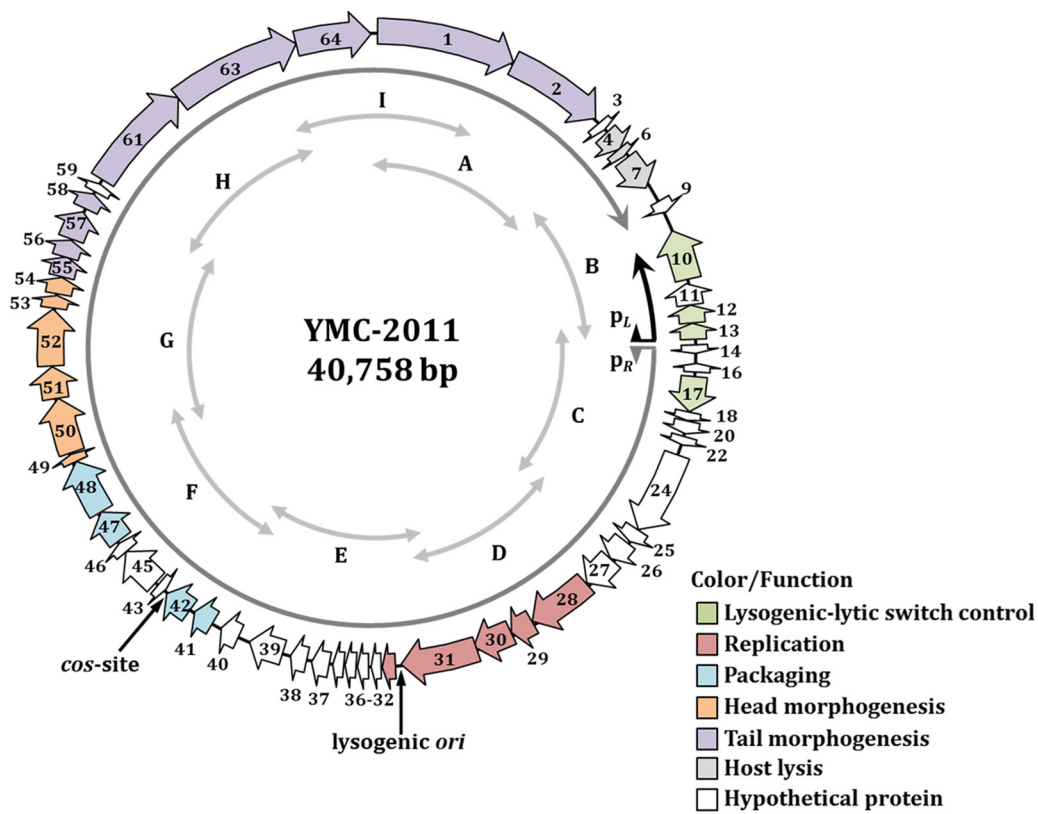 64
1
63
I
2
3
4
6
7
61
A
H
9
59
58
57
56
55
54
53
B
10
11
12
13
14
16
17
18
20
22
pL
pR
YMC-2011
40,758 bp
G
52
51
50
49
48
C
24
F
47
46
45
43
42
41
40
cos-site
E
D
25
26
27
28
29
30
31
39
38
37
36-32
lysogenic ori
Color/Function
Lysogenic-lytic switch control
Replication
Packaging
Head morphogenesis
Tail morphogenesis
Host lysis
Hypothetical protein